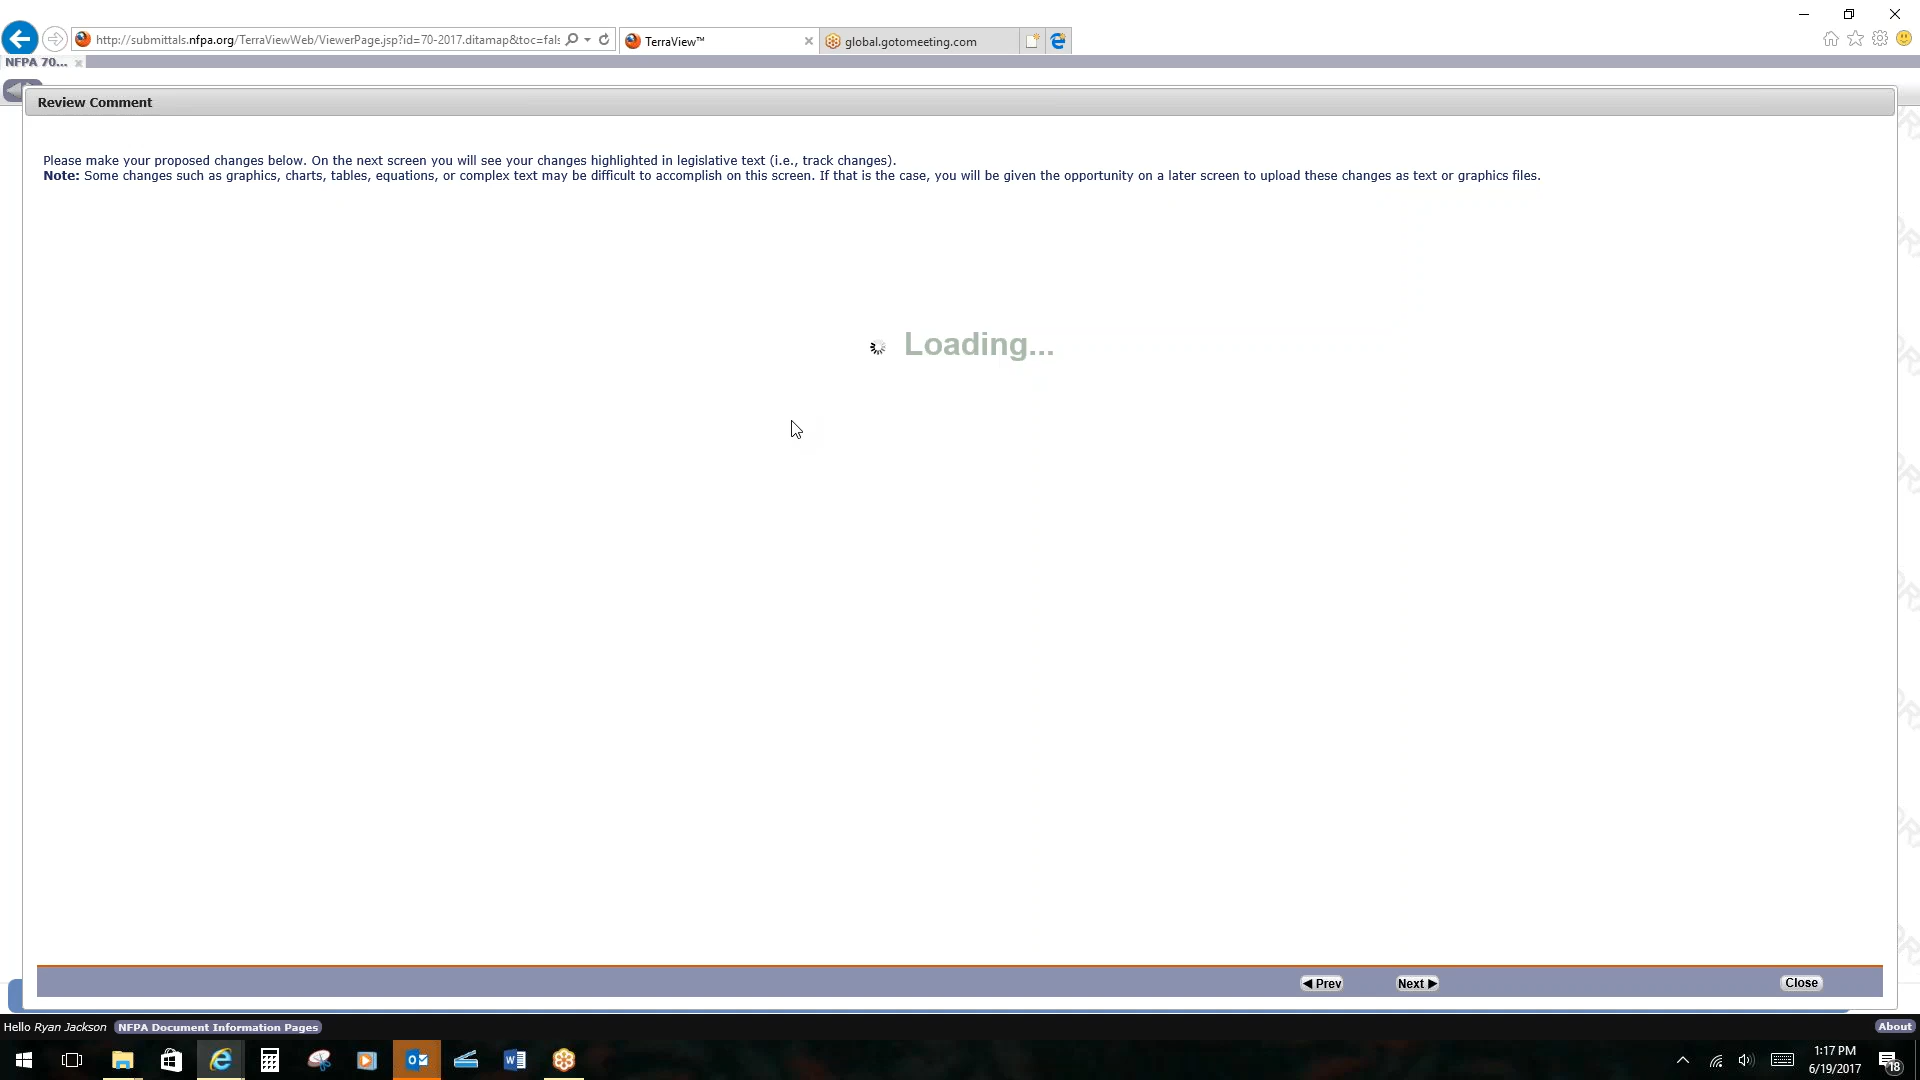 http://submittals.nfpa.org/TerraViewWeb/ViewerPage.jsp?id=70-2017.ditamap&toc=fals
TerraView™
global.gotomeeting.com
NFPA 70...
Review Comment
Please make your proposed changes below. On the next screen you will see your changes highlighted in legislative text (i.e., track changes).
Note: Some changes such as graphics, charts, tables, equations, or complex text may be difficult to accomplish on this screen. If that is the case, you will be given the opportunity on a later screen to upload these changes as text or graphics files.
Loading...
Prev
Next
Close
Hello Ryan Jackson
NFPA Document Information Pages
About
1:17 PM
6/19/2017
18